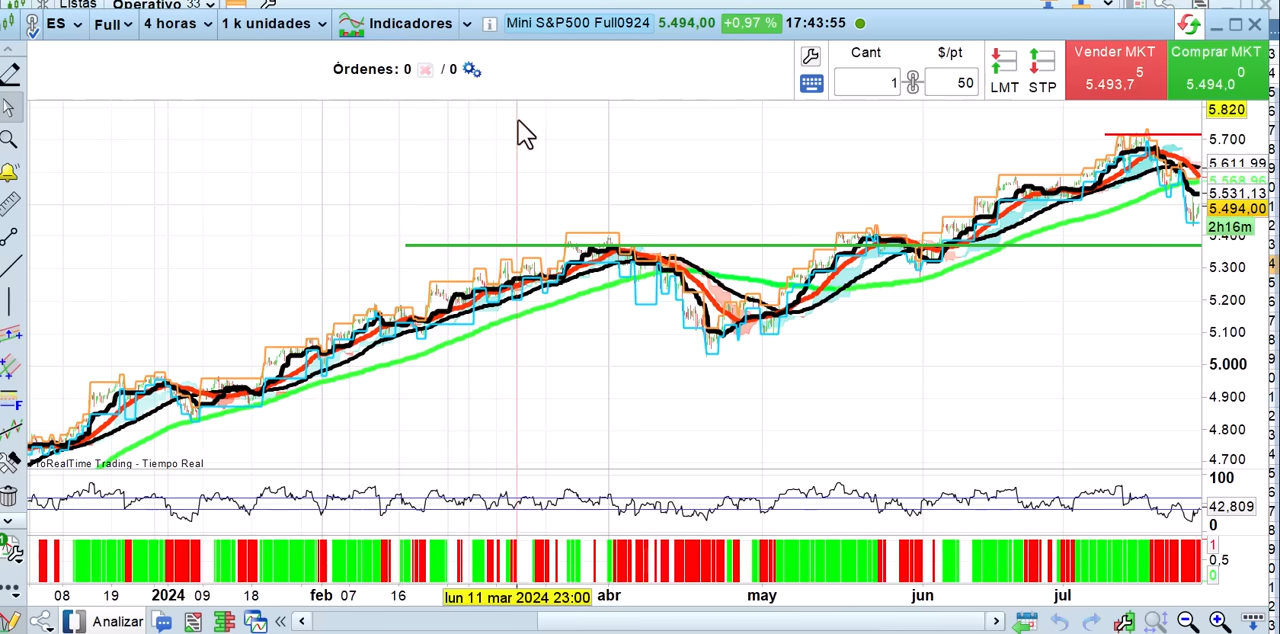 Listas Operativo 33
ES Full 4 horas 1 k unidades Indicadores i Mini S&P500 Full0924 5.494,00 +0,97 % 17:43:55
Órdenes: 0 / 0
Cant $/pt
1 50
LMT STP
Vender MKT Comprar MKT
5.493,7 5 5.494,0 0
5.820
5.700
5.611,99
5.568,96
5.531,13
5.494,00
2h16m
5.400
5.300
5.200
5.100
5.000
4.900
4.800
4.700
ProRealTime Trading - Tiempo Real
100
42,809
0
1
0,5
0
08 19 2024 09 18 feb 07 16 lun 11 mar 2024 23:00 abr may jun jul
Analizar